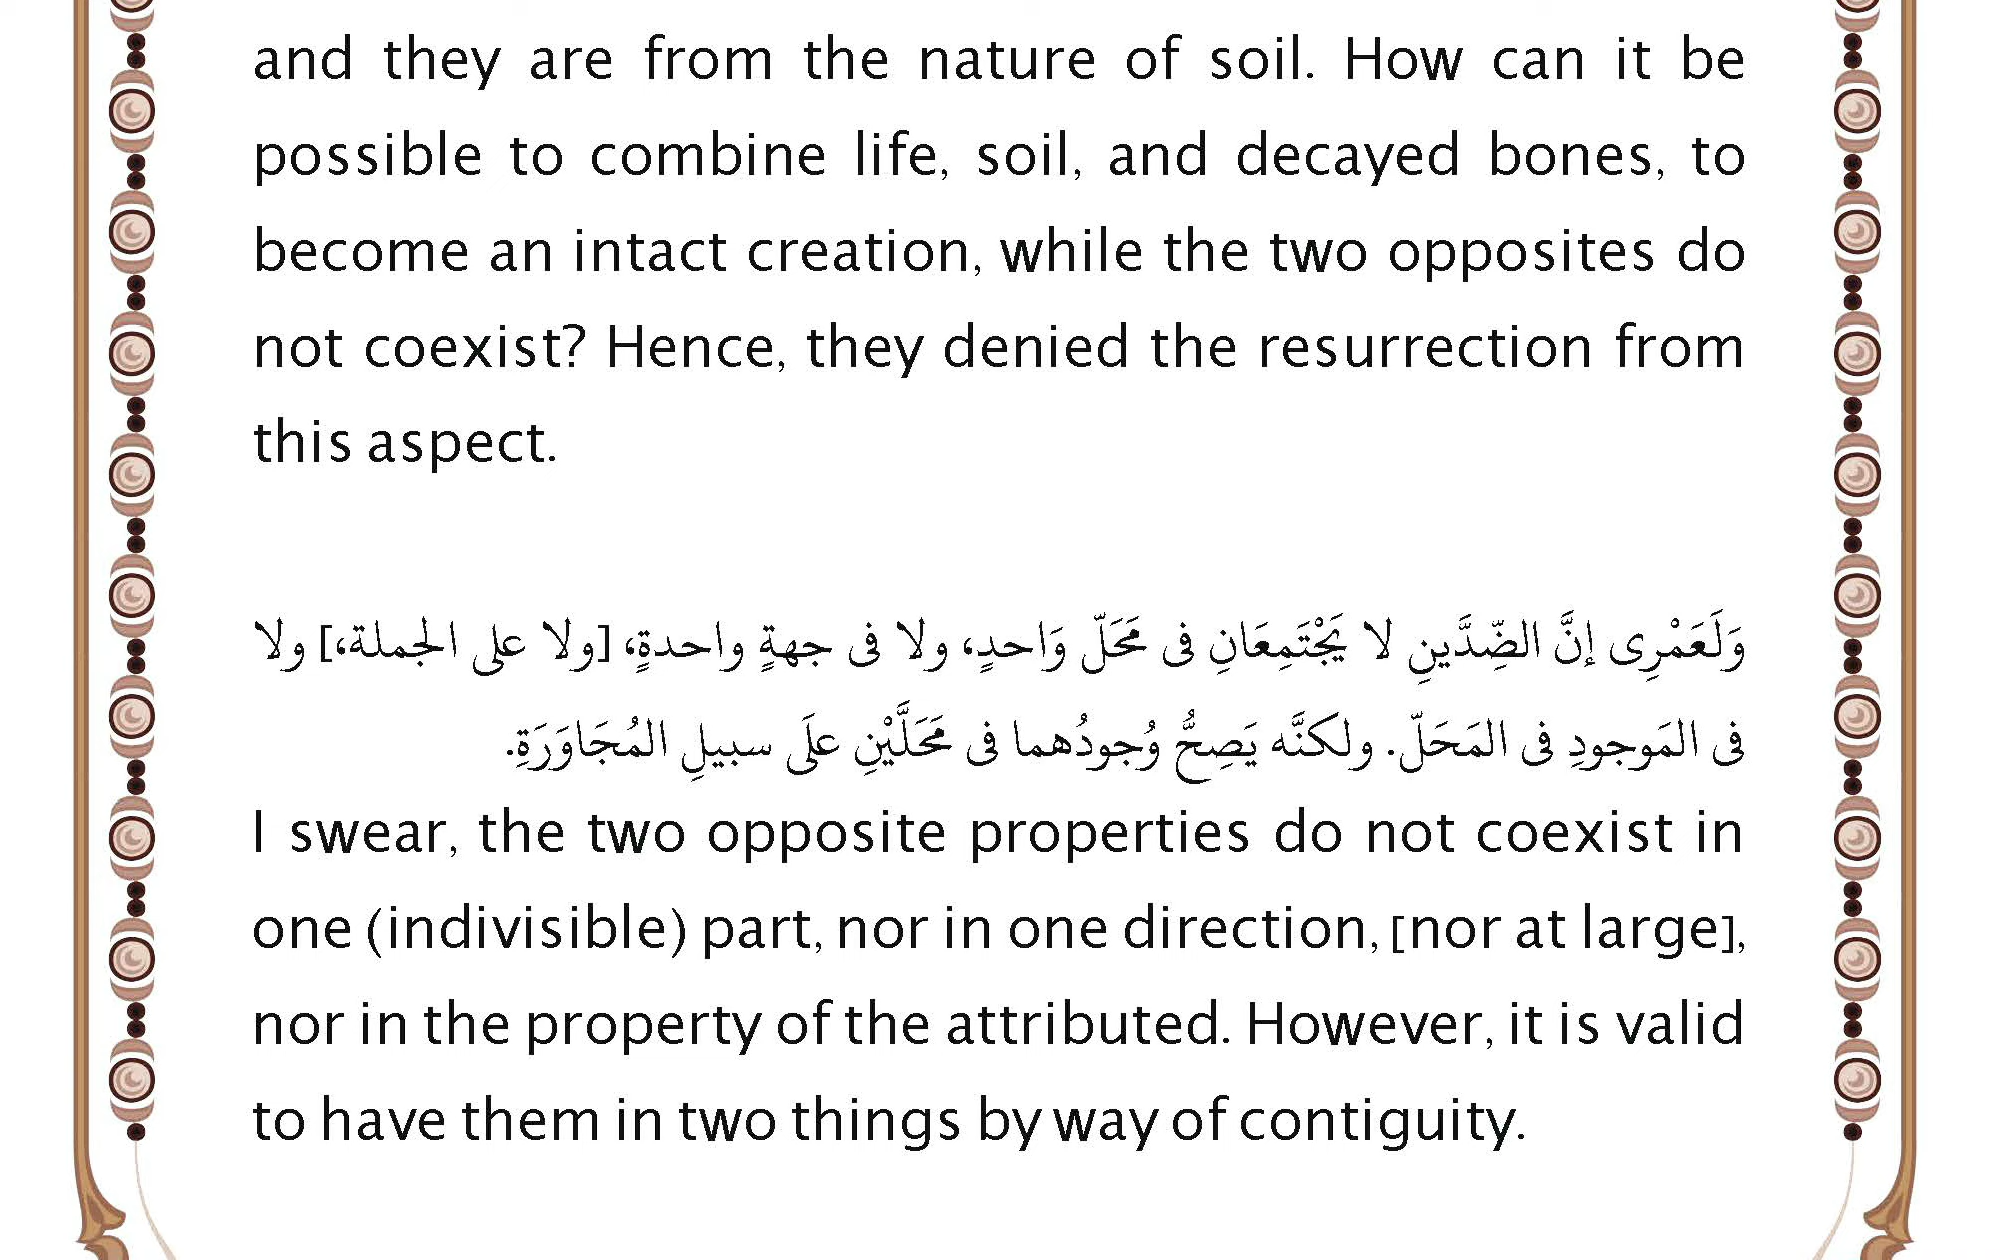 and they are from the nature of soil. How can it be
possible to combine life, soil, and decayed bones, to
become an intact creation, while the two opposites do
not coexist? Hence, they denied the resurrection from
this aspect.
وَلَعَمْرِى إنَّ الضِّدَّينِ لا يَجْتَمِعَانِ فى مَحَلّ وَاحدٍ، ولا فى جهةٍ واحدةٍ، [ولا على الجملة،] ولا
فى المَوجودِ فى المَحَلّ. ولكنَّه يَصِحُّ وُجودُهما فى مَحَلَّيْنِ علَى سبيلِ المُجَاوَرَةِ.
I swear, the two opposite properties do not coexist in
one (indivisible) part, nor in one direction, [nor at large],
nor in the property of the attributed. However, it is valid
to have them in two things by way of contiguity.